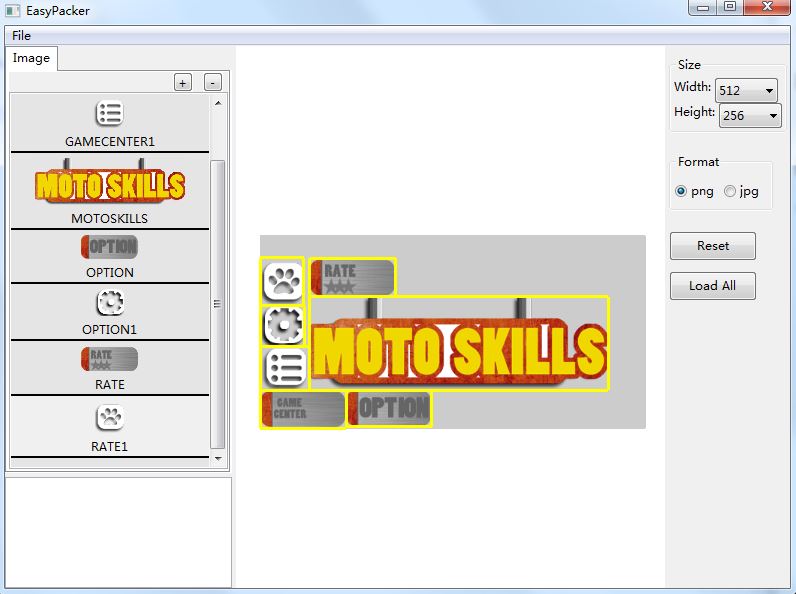 EasyPacker
File
Image
+
-
GAMECENTER1
MOTO SKILLS
MOTOSKILLS
OPTION
OPTION
OPTION1
RATE
RATE
RATE1
RATE
MOTO SKILLS
GAME
CENTER
OPTION
Size
Width: 512
Height: 256
Format
png jpg
Reset
Load All